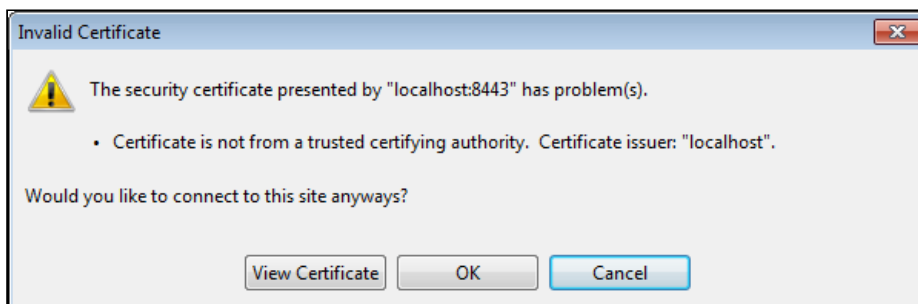 Invalid Certificate
The security certificate presented by "localhost:8443" has problem(s).
• Certificate is not from a trusted certifying authority.  Certificate issuer: "localhost".
Would you like to connect to this site anyways?
View Certificate OK Cancel